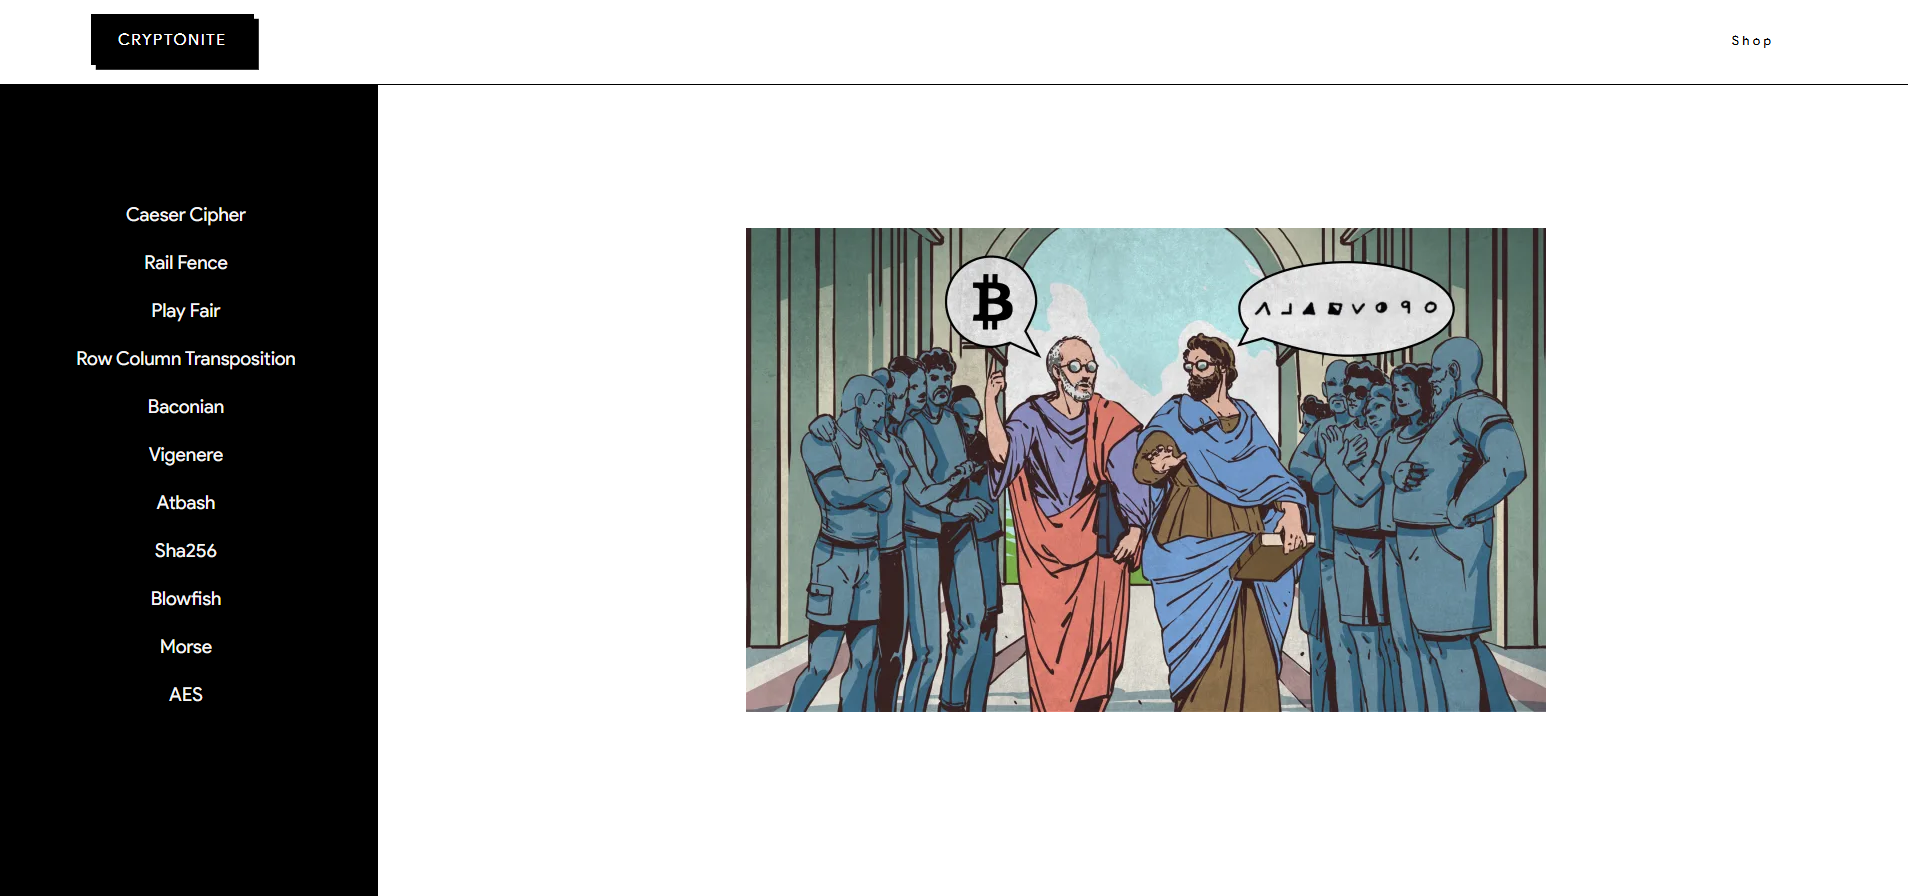 CRYPTONITE
Shop
Caeser Cipher
Rail Fence
Play Fair
Row Column Transposition
Baconian
Vigenere
Atbash
Sha256
Blowfish
Morse
AES
₿